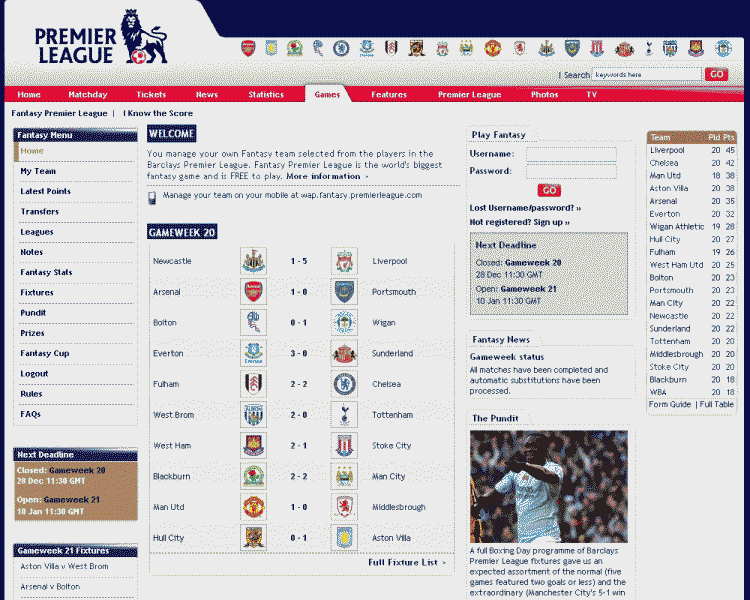 PREMIER
LEAGUE
Search
keywords here
GO
Home
Matchday
Tickets
News
Statistics
Games
Features
Premier League
Photos
TV
Fantasy Premier League | I Know the Score
Fantasy Menu
Home
My Team
Latest Points
Transfers
Leagues
Notes
Fantasy Stats
Fixtures
Pundit
Prizes
Fantasy Cup
Logout
Rules
FAQs
Next Deadline
Closed: Gameweek 20
28 Dec 11:30 GMT
Open: Gameweek 21
10 Jan 11:30 GMT
Gameweek 21 Fixtures
Aston Villa v West Brom
Arsenal v Bolton
WELCOME
You manage your own Fantasy team selected from the players in the
Barclays Premier League. Fantasy Premier League is the world's biggest
fantasy game and is FREE to play. More information ›
Manage your team on your mobile at wap.fantasy.premierleague.com
GAMEWEEK 20
Newcastle 1 - 5 Liverpool
Arsenal 1 - 0 Portsmouth
Bolton 0 - 1 Wigan
Everton 3 - 0 Sunderland
Fulham 2 - 2 Chelsea
West Brom 2 - 0 Tottenham
West Ham 2 - 1 Stoke City
Blackburn 2 - 2 Man City
Man Utd 1 - 0 Middlesbrough
Hull City 0 - 1 Aston Villa
Full Fixture List ›
Play Fantasy
Username:
Password:
GO
Lost Username/password? »
Not registered? Sign up »
Next Deadline
Closed: Gameweek 20
28 Dec 11:30 GMT
Open: Gameweek 21
10 Jan 11:30 GMT
Fantasy News
Gameweek status
All matches have been completed and
automatic substitutions have been
processed.
The Pundit
A full Boxing Day programme of Barclays
Premier League fixtures gave us an
expected assortment of the normal (five
games featured two goals or less) and the
extraordinary (Manchester City's 5-1 win
Team Pld Pts
Liverpool 20 45
Chelsea 20 42
Man Utd 18 38
Aston Villa 20 38
Arsenal 20 35
Everton 20 32
Wigan Athletic 19 28
Hull City 20 27
Fulham 19 26
West Ham Utd 20 25
Bolton 20 23
Portsmouth 20 23
Man City 20 22
Newcastle 20 22
Sunderland 20 22
Tottenham 20 20
Middlesbrough 20 20
Stoke City 20 20
Blackburn 20 18
WBA 20 18
Form Guide | Full Table